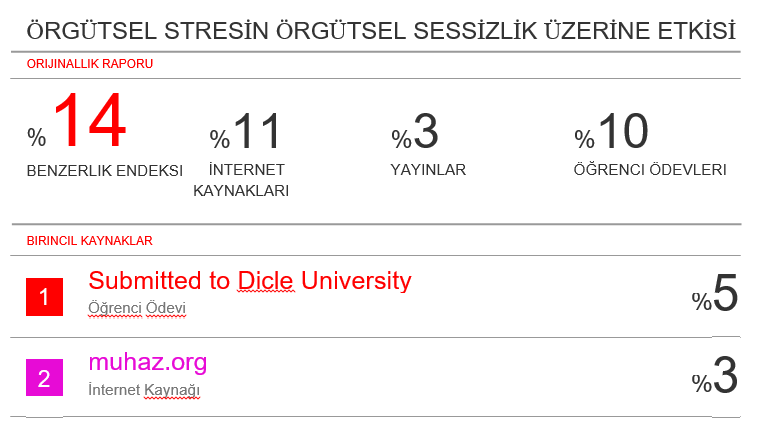 ÖRGÜTSEL STRESİN ÖRGÜTSEL SESSİZLİK ÜZERİNE ETKİSİ
ORIJINALLIK RAPORU
%14
BENZERLIK ENDEKSI
%11
İNTERNET
KAYNAKLARI
%3
YAYINLAR
%10
ÖĞRENCI ÖDEVLERI
BIRINCIL KAYNAKLAR
1
Submitted to Dicle University
Öğrenci Ödevi
%5
2
muhaz.org
İnternet Kaynağı
%3